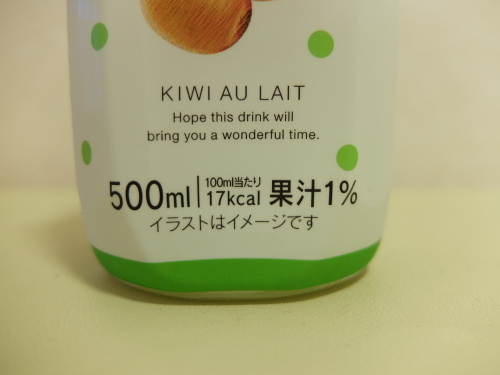 KIWI AU LAIT
Hope this drink will
bring you a wonderful time.
500ml 100ml当たり 17kcal 果汁1%
イラストはイメージです